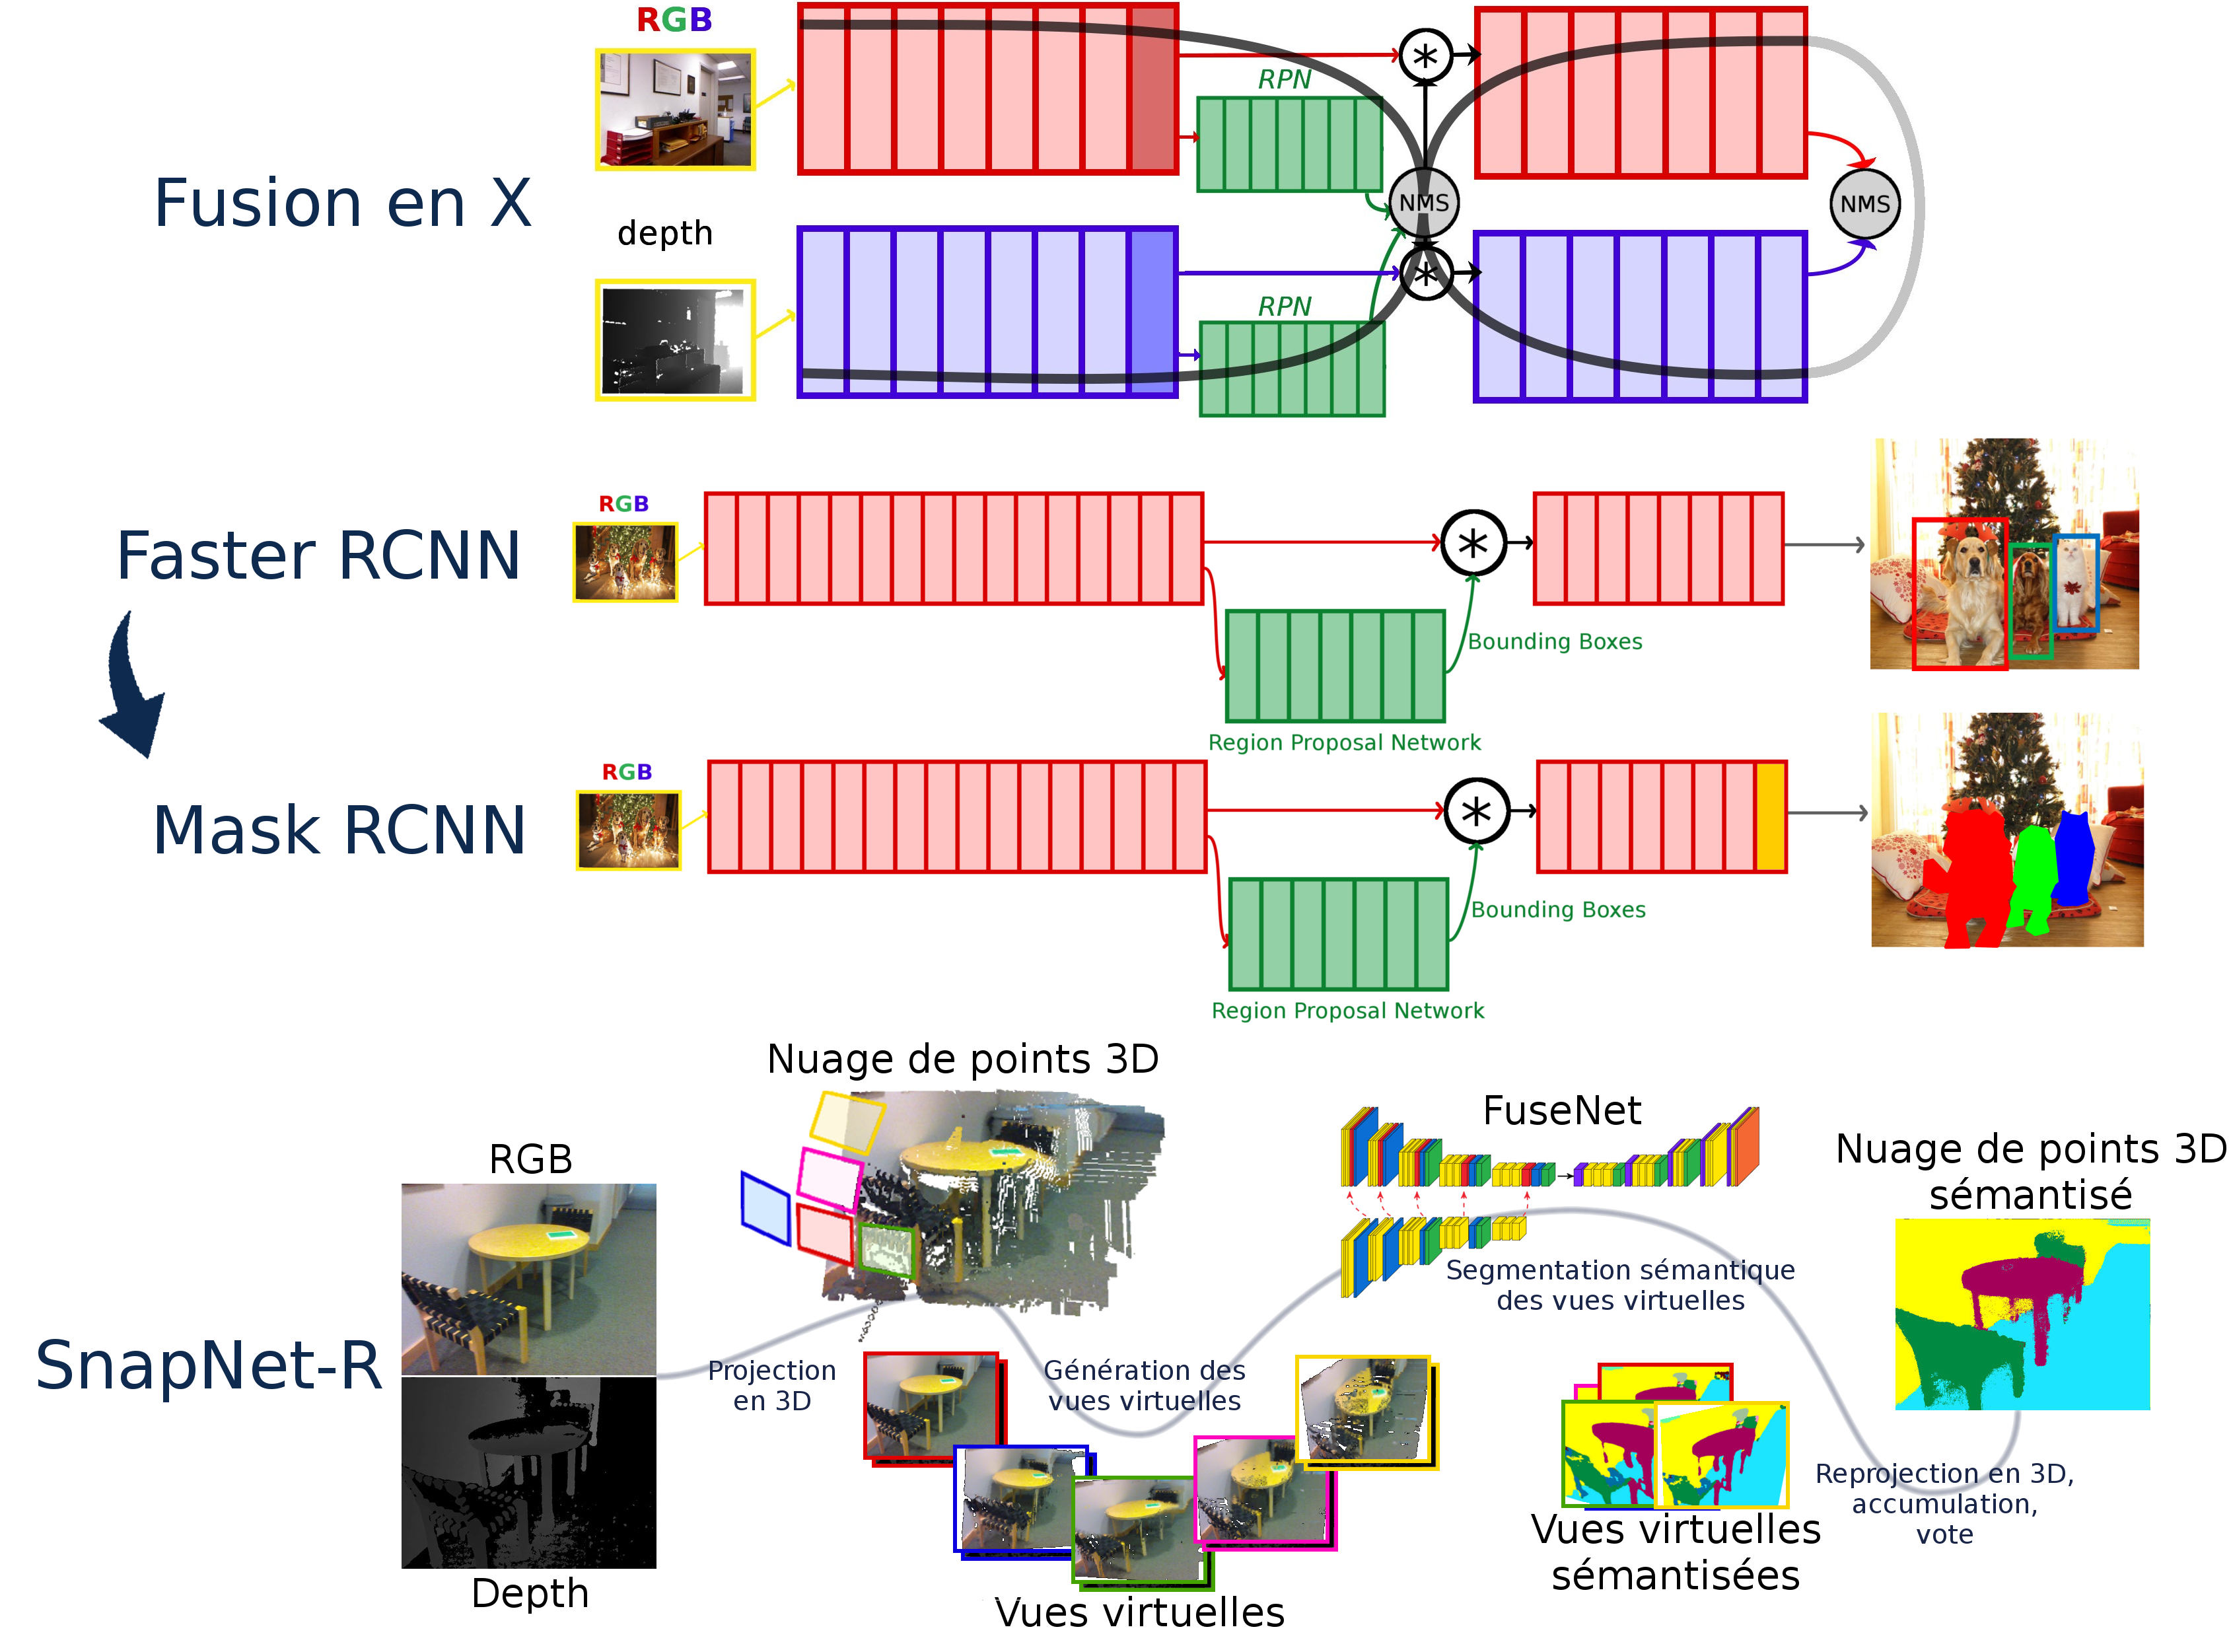 RGB
RPN
*
NMS
Fusion en X
NMS
depth
*
RPN
RGB
Faster RCNN
*
Bounding Boxes
Region Proposal Network
RGB
Mask RCNN
*
Bounding Boxes
Region Proposal Network
Nuage de points 3D
FuseNet
RGB
Nuage de points 3D
sémantisé
Segmentation sémantique
des vues virtuelles
SnapNet-R
Projection
en 3D
Génération des
vues virtuelles
Reprojection en 3D,
accumulation,
vote
Vues virtuelles
sémantisées
Depth
Vues virtuelles